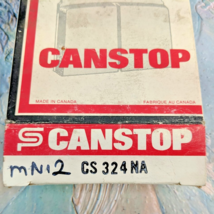 CANSTOP
MADE IN CANADA
FABRIQUÉ AU CANADA
CANSTOP
MN12 CS 324 NA